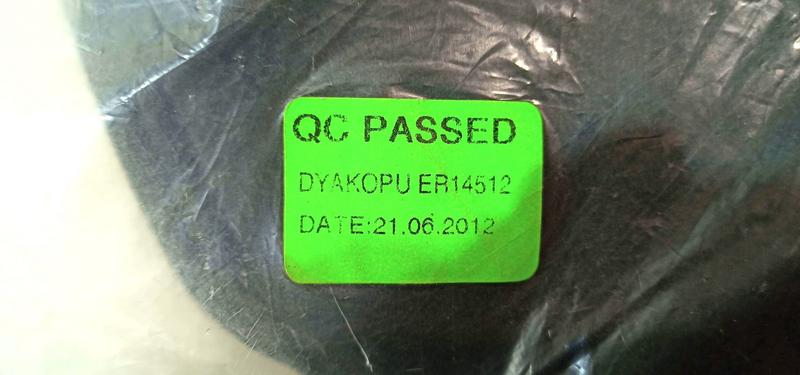 QC PASSED
DYAKOPU ER14512
DATE:21.06.2012